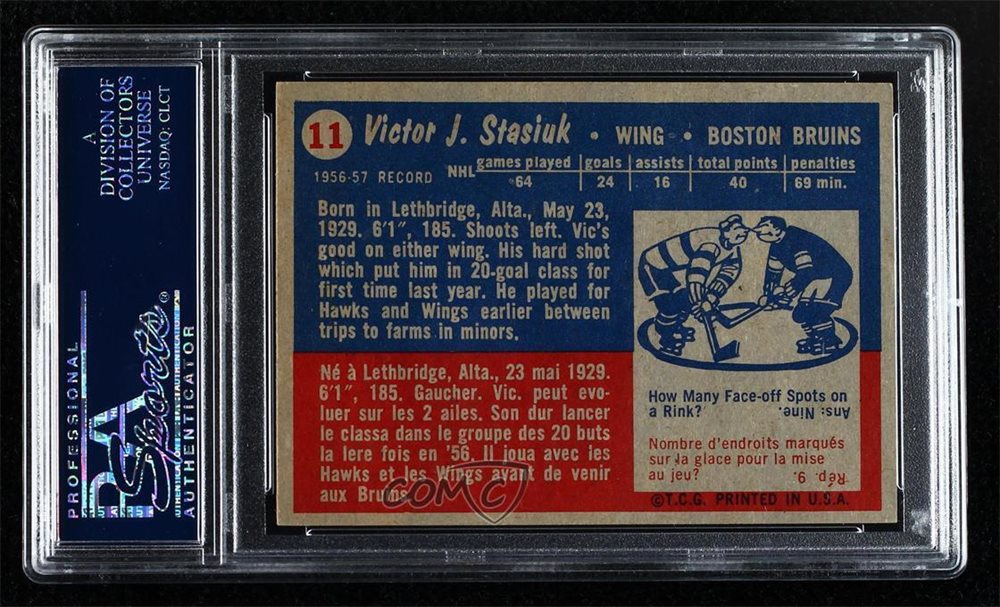 A
DIVISION OF
COLLECTORS
UNIVERSE
NASDAQ: CLCT
PROFESSIONAL
PSA
Sports®
AUTHENTICATOR
11 Victor J. Stasiuk • WING • BOSTON BRUINS
1956-57 RECORD NHL games played goals assists total points penalties
64 24 16 40 69 min.
Born in Lethbridge, Alta., May 23,
1929. 6'1", 185. Shoots left. Vic's
good on either wing. His hard shot
which put him in 20-goal class for
first time last year. He played for
Hawks and Wings earlier between
trips to farms in minors.
Né à Lethbridge, Alta., 23 mai 1929.
6'1", 185. Gaucher. Vic. peut evo-
luer sur les 2 ailes. Son dur lancer
le classa dans le groupe des 20 buts
la lere fois en '56. Il joua avec ies
Hawks et les Wings avant de venir
aux Bruins.
How Many Face-off Spots on
a Rink? Ans: Nine.
Nombre d'endroits marqués
sur la glace pour la mise
au jeu? Rép. 9.
©T.C.G. PRINTED IN U.S.A.
COMC